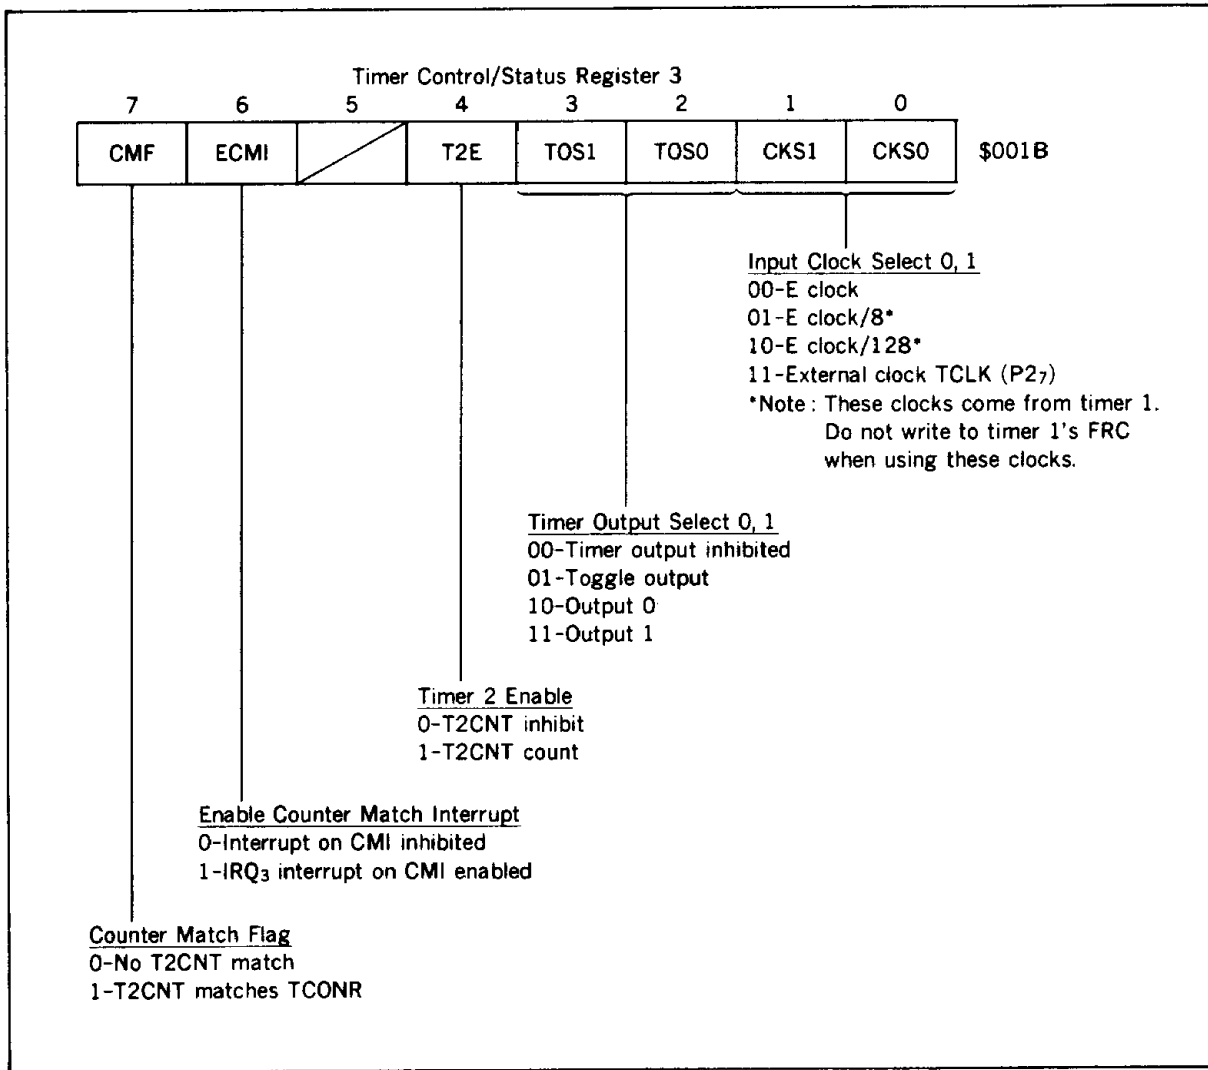 Timer Control/Status Register 3
7 6 5 4 3 2 1 0
CMF ECMI T2E TOS1 TOS0 CKS1 CKS0 $001B
Input Clock Select 0, 1
00-E clock
01-E clock/8*
10-E clock/128*
11-External clock TCLK (P2₇)
*Note : These clocks come from timer 1.
Do not write to timer 1's FRC
when using these clocks.
Timer Output Select 0, 1
00-Timer output inhibited
01-Toggle output
10-Output 0
11-Output 1
Timer 2 Enable
0-T2CNT inhibit
1-T2CNT count
Enable Counter Match Interrupt
0-Interrupt on CMI inhibited
1-IRQ₃ interrupt on CMI enabled
Counter Match Flag
0-No T2CNT match
1-T2CNT matches TCONR